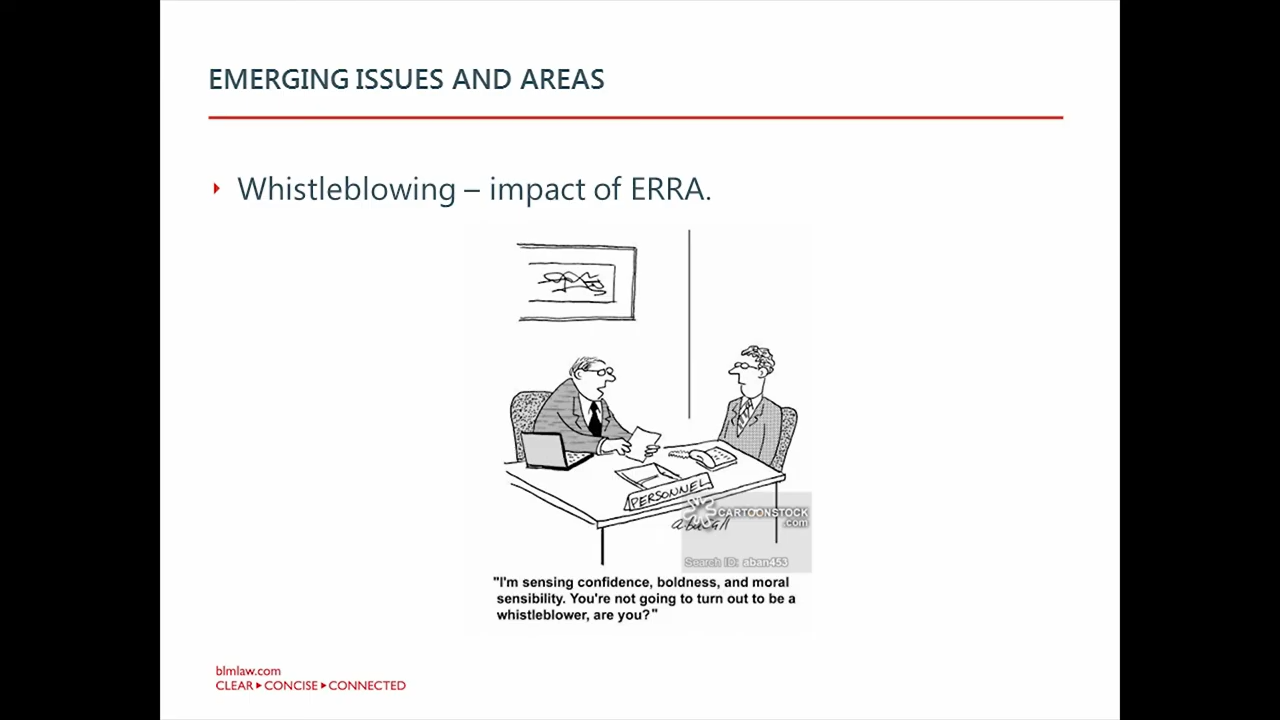 EMERGING ISSUES AND AREAS
Whistleblowing – impact of ERRA.
PERSONNEL
CARTOONSTOCK
.com
Search ID: aban453
"I'm sensing confidence, boldness, and moral
sensibility. You're not going to turn out to be a
whistleblower, are you?"
blmlaw.com
CLEAR▸CONCISE▸CONNECTED